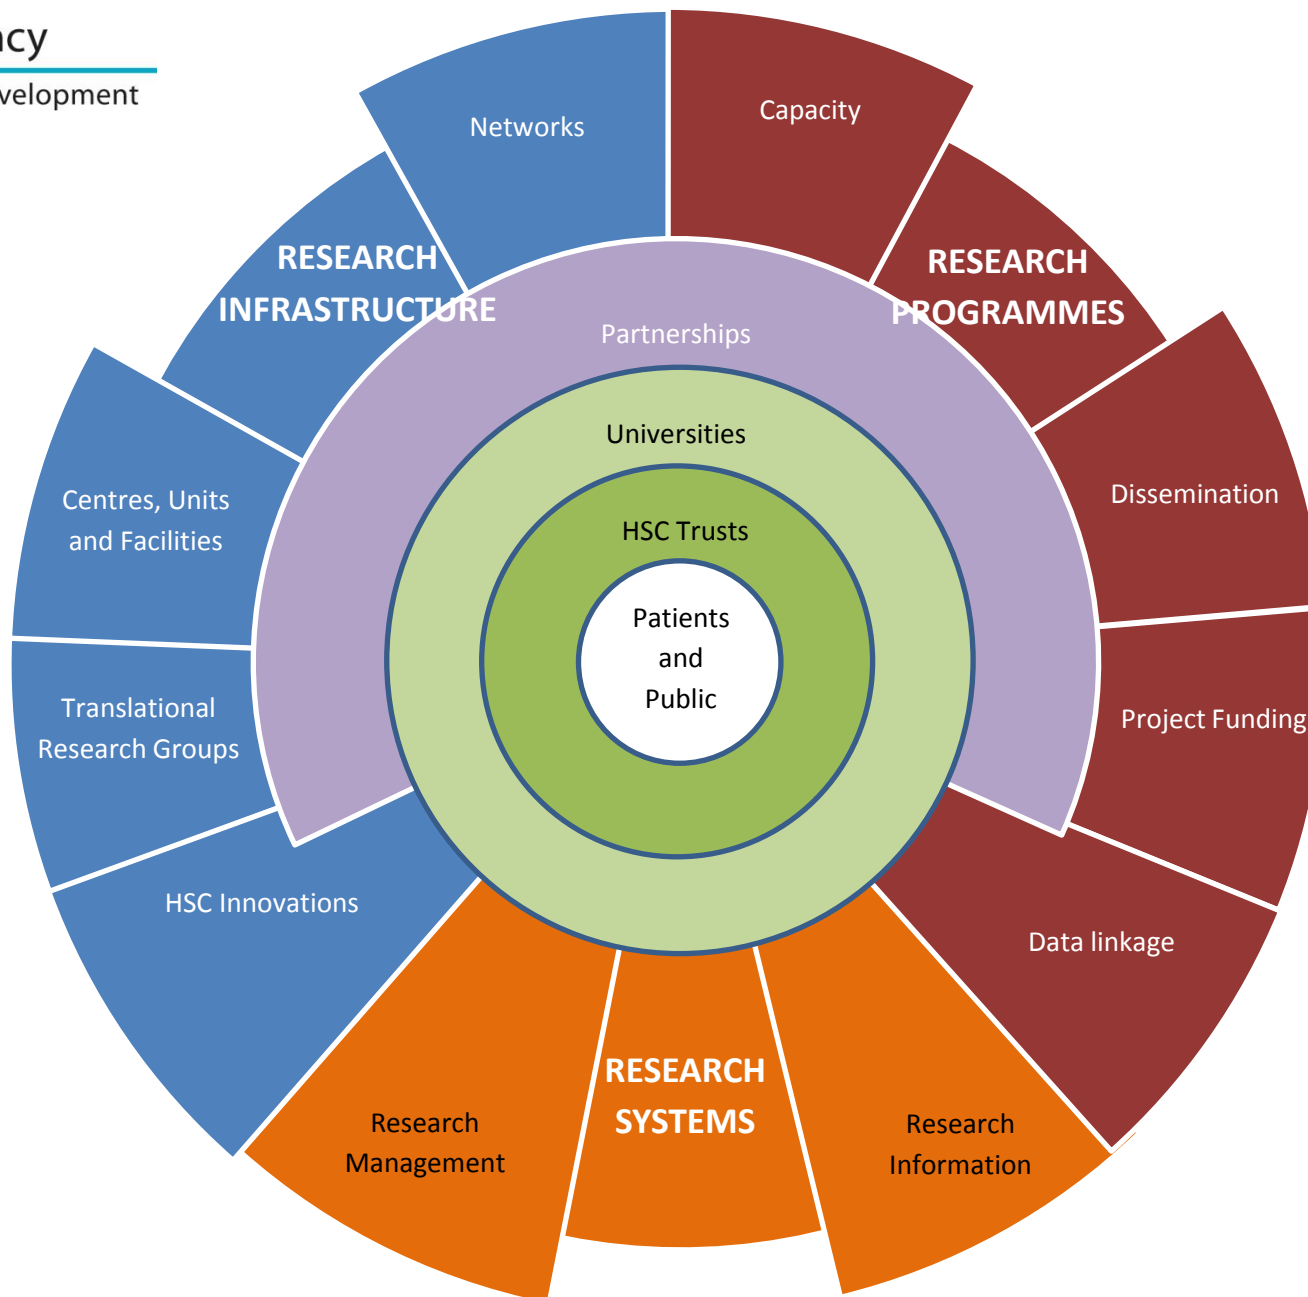 velopment
Networks
Capacity
RESEARCH
INFRASTRUCTURE
RESEARCH
PROGRAMMES
Partnerships
Universities
HSC Trusts
Patients
and
Public
Centres, Units
and Facilities
Dissemination
Translational
Research Groups
Project Funding
HSC Innovations
Data linkage
RESEARCH
SYSTEMS
Research
Management
Research
Information